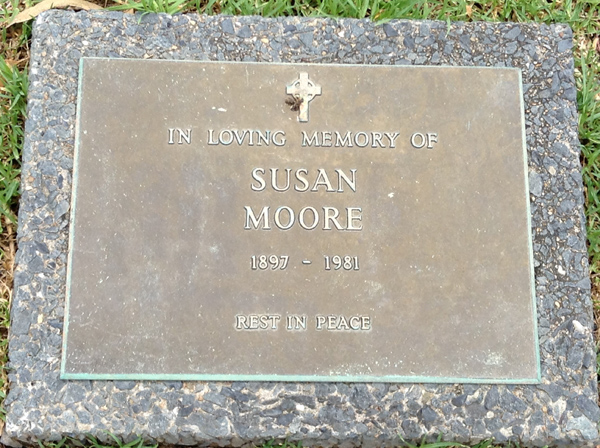 IN LOVING MEMORY OF
SUSAN
MOORE
1897 - 1981
REST IN PEACE